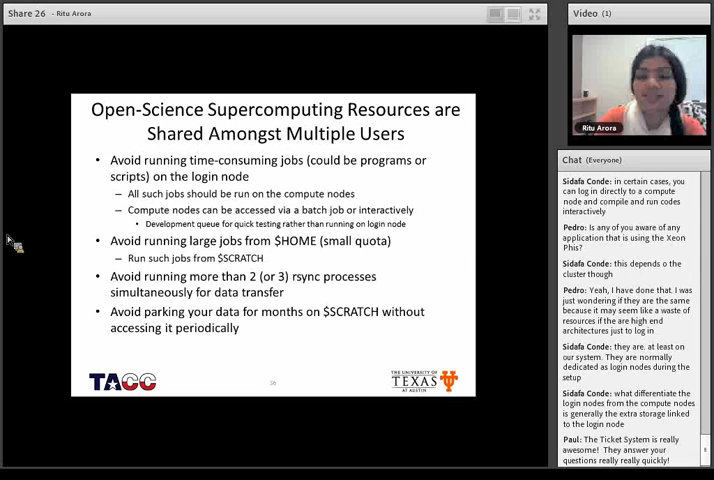 Share 26 - Ritu Arora
Open-Science Supercomputing Resources are
Shared Amongst Multiple Users
• Avoid running time-consuming jobs (could be programs or
scripts) on the login node
– All such jobs should be run on the compute nodes
– Compute nodes can be accessed via a batch job or interactively
• Development queue for quick testing rather than running on login node
• Avoid running large jobs from $HOME (small quota)
– Run such jobs from $SCRATCH
• Avoid running more than 2 (or 3) rsync processes
simultaneously for data transfer
• Avoid parking your data for months on $SCRATCH without
accessing it periodically
TACC
36
THE UNIVERSITY OF
TEXAS
AT AUSTIN
Video (1)
Ritu Arora
Chat (Everyone)
Sidafa Conde: in certain cases, you
can log in directly to a compute
node and compile and run codes
interactively
Pedro: Is any of you aware of any
application that is using the Xeon
Phis?
Sidafa Conde: this depends o the
cluster though
Pedro: Yeah, I have done that. I was
just wondering if they are the same
because it may seem like a waste of
resources if the are high end
architectures just to log in
Sidafa Conde: they are. at least on
our system. They are normally
dedicated as login nodes during the
setup
Sidafa Conde: what differentiate the
login nodes from the compute nodes
is generally the extra storage linked
to the login node
Paul: The Ticket System is really
awesome! They answer your
questions really really quickly!